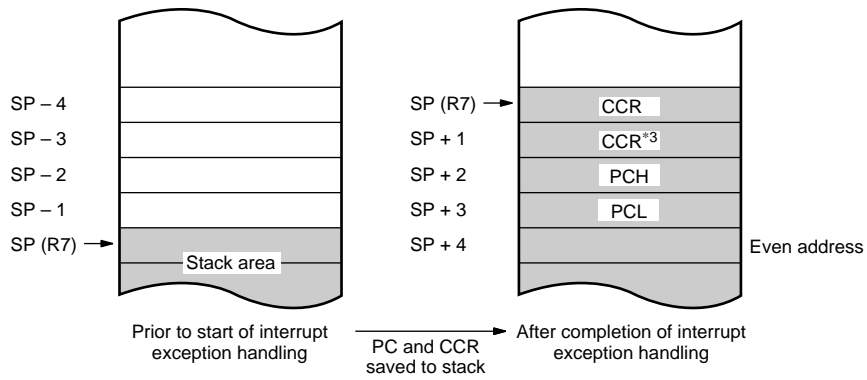 SP – 4
SP – 3
SP – 2
SP – 1
SP (R7)
Stack area
SP (R7)
SP + 1
SP + 2
SP + 3
SP + 4
CCR
CCR*3
PCH
PCL
Even address
Prior to start of interrupt
exception handling
PC and CCR
saved to stack
After completion of interrupt
exception handling